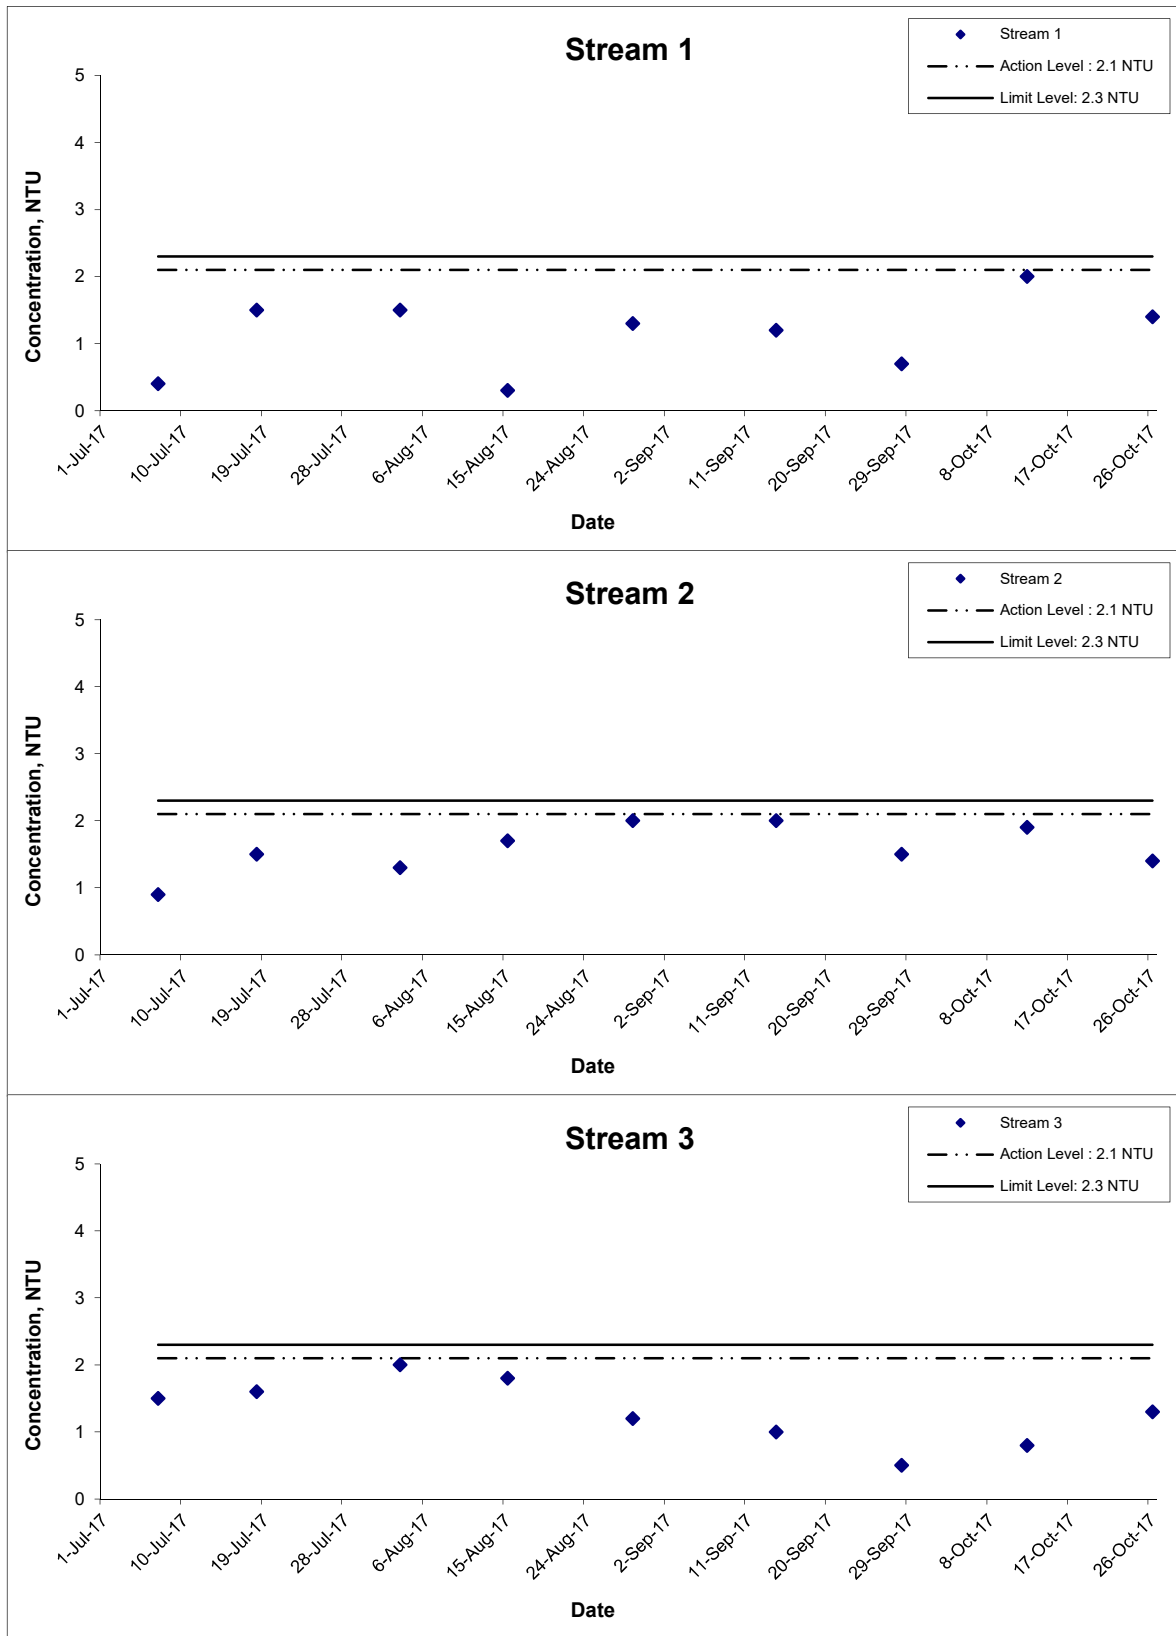 Stream 1
Stream 1
Action Level : 2.1 NTU
Limit Level: 2.3 NTU
Concentration, NTU
5
4
3
2
1
0
1-Jul-17
10-Jul-17
19-Jul-17
28-Jul-17
6-Aug-17
15-Aug-17
24-Aug-17
2-Sep-17
11-Sep-17
20-Sep-17
29-Sep-17
8-Oct-17
17-Oct-17
26-Oct-17
Date
Stream 2
Stream 2
Action Level : 2.1 NTU
Limit Level: 2.3 NTU
Concentration, NTU
5
4
3
2
1
0
1-Jul-17
10-Jul-17
19-Jul-17
28-Jul-17
6-Aug-17
15-Aug-17
24-Aug-17
2-Sep-17
11-Sep-17
20-Sep-17
29-Sep-17
8-Oct-17
17-Oct-17
26-Oct-17
Date
Stream 3
Stream 3
Action Level : 2.1 NTU
Limit Level: 2.3 NTU
Concentration, NTU
5
4
3
2
1
0
1-Jul-17
10-Jul-17
19-Jul-17
28-Jul-17
6-Aug-17
15-Aug-17
24-Aug-17
2-Sep-17
11-Sep-17
20-Sep-17
29-Sep-17
8-Oct-17
17-Oct-17
26-Oct-17
Date